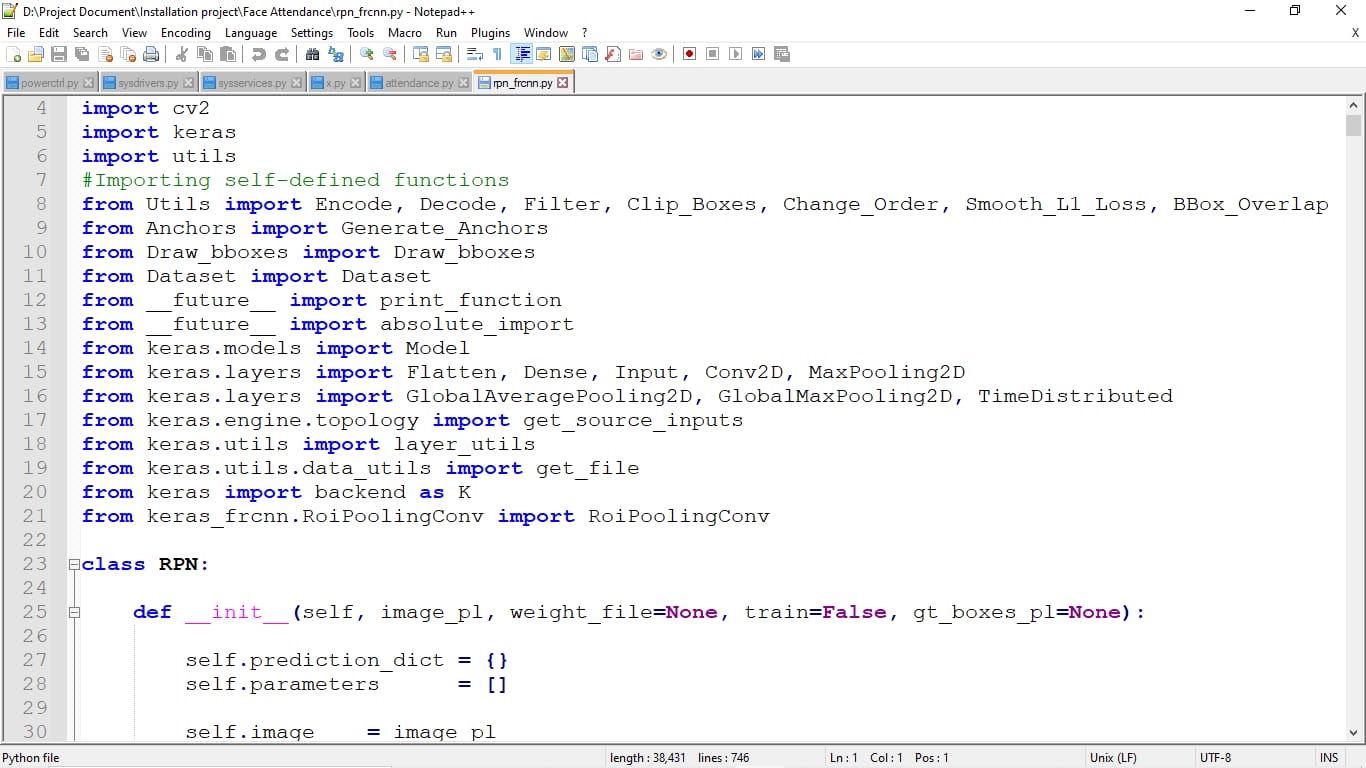 D:\Project Document\Installation project\Face Attendance\rpn_frcnn.py - Notepad++
File Edit Search View Encoding Language Settings Tools Macro Run Plugins Window ? X
powerctrl.py sysdrivers.py sysservices.py x.py attendance.py rpn_frcnn.py
4 import cv2
5 import keras
6 import utils
7 #Importing self-defined functions
8 from Utils import Encode, Decode, Filter, Clip_Boxes, Change_Order, Smooth_L1_Loss, BBox_Overlap
9 from Anchors import Generate_Anchors
10 from Draw_bboxes import Draw_bboxes
11 from Dataset import Dataset
12 from __future__ import print_function
13 from __future__ import absolute_import
14 from keras.models import Model
15 from keras.layers import Flatten, Dense, Input, Conv2D, MaxPooling2D
16 from keras.layers import GlobalAveragePooling2D, GlobalMaxPooling2D, TimeDistributed
17 from keras.engine.topology import get_source_inputs
18 from keras.utils import layer_utils
19 from keras.utils.data_utils import get_file
20 from keras import backend as K
21 from keras_frcnn.RoiPoolingConv import RoiPoolingConv
22
23 class RPN:
24
25 def __init__(self, image_pl, weight_file=None, train=False, gt_boxes_pl=None):
26
27 self.prediction_dict = {}
28 self.parameters = []
29
30 self.image = image_pl
Python file length : 38,431 lines : 746 Ln : 1 Col : 1 Pos : 1 Unix (LF) UTF-8 INS